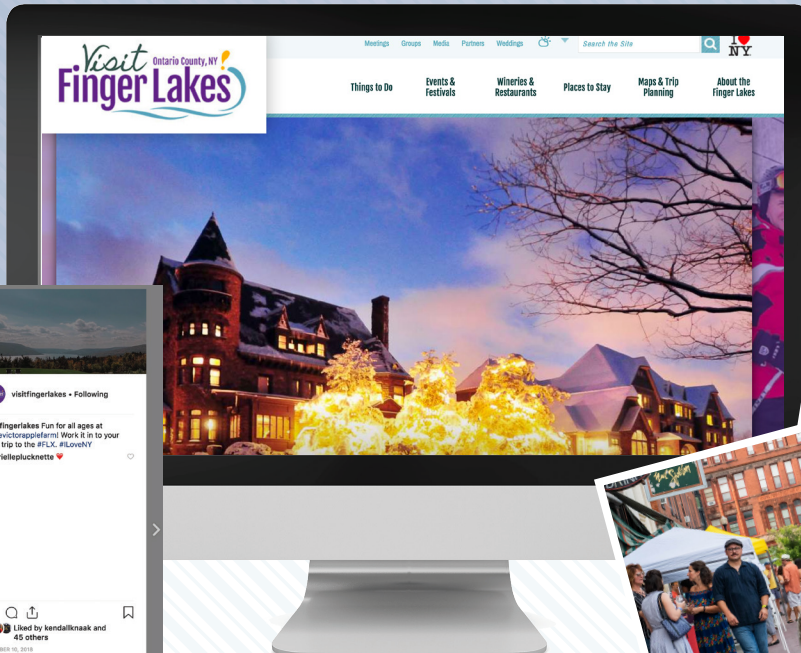 Visit
Ontario County, NY
Finger Lakes
Meetings Groups Media Partners Weddings
Search the Site
NY
Things to Do
Events &
Festivals
Wineries &
Restaurants
Places to Stay
Maps & Trip
Planning
About the
Finger Lakes
visitfingerlakes • Following
fingerlakes Fun for all ages at
evictorapplefarm! Work it in to your
trip to the #FLX. #ILoveNY
Liked by kendallknaak and
45 others
BER 10, 2018